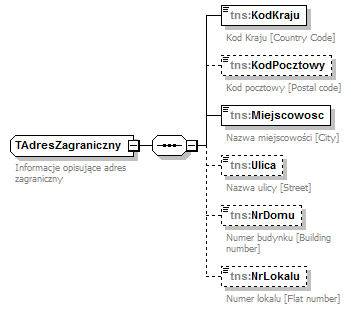 tns:KodKraju
Kod Kraju [Country Code]
tns:KodPocztowy
Kod pocztowy [Postal code]
tns:Miejscowosc
Nazwa miejscowości [City]
TAdresZagraniczny
Informacje opisujące adres
zagraniczny
tns:Ulica
Nazwa ulicy [Street]
tns:NrDomu
Numer budynku [Building
number]
tns:NrLokalu
Numer lokalu [Flat number]